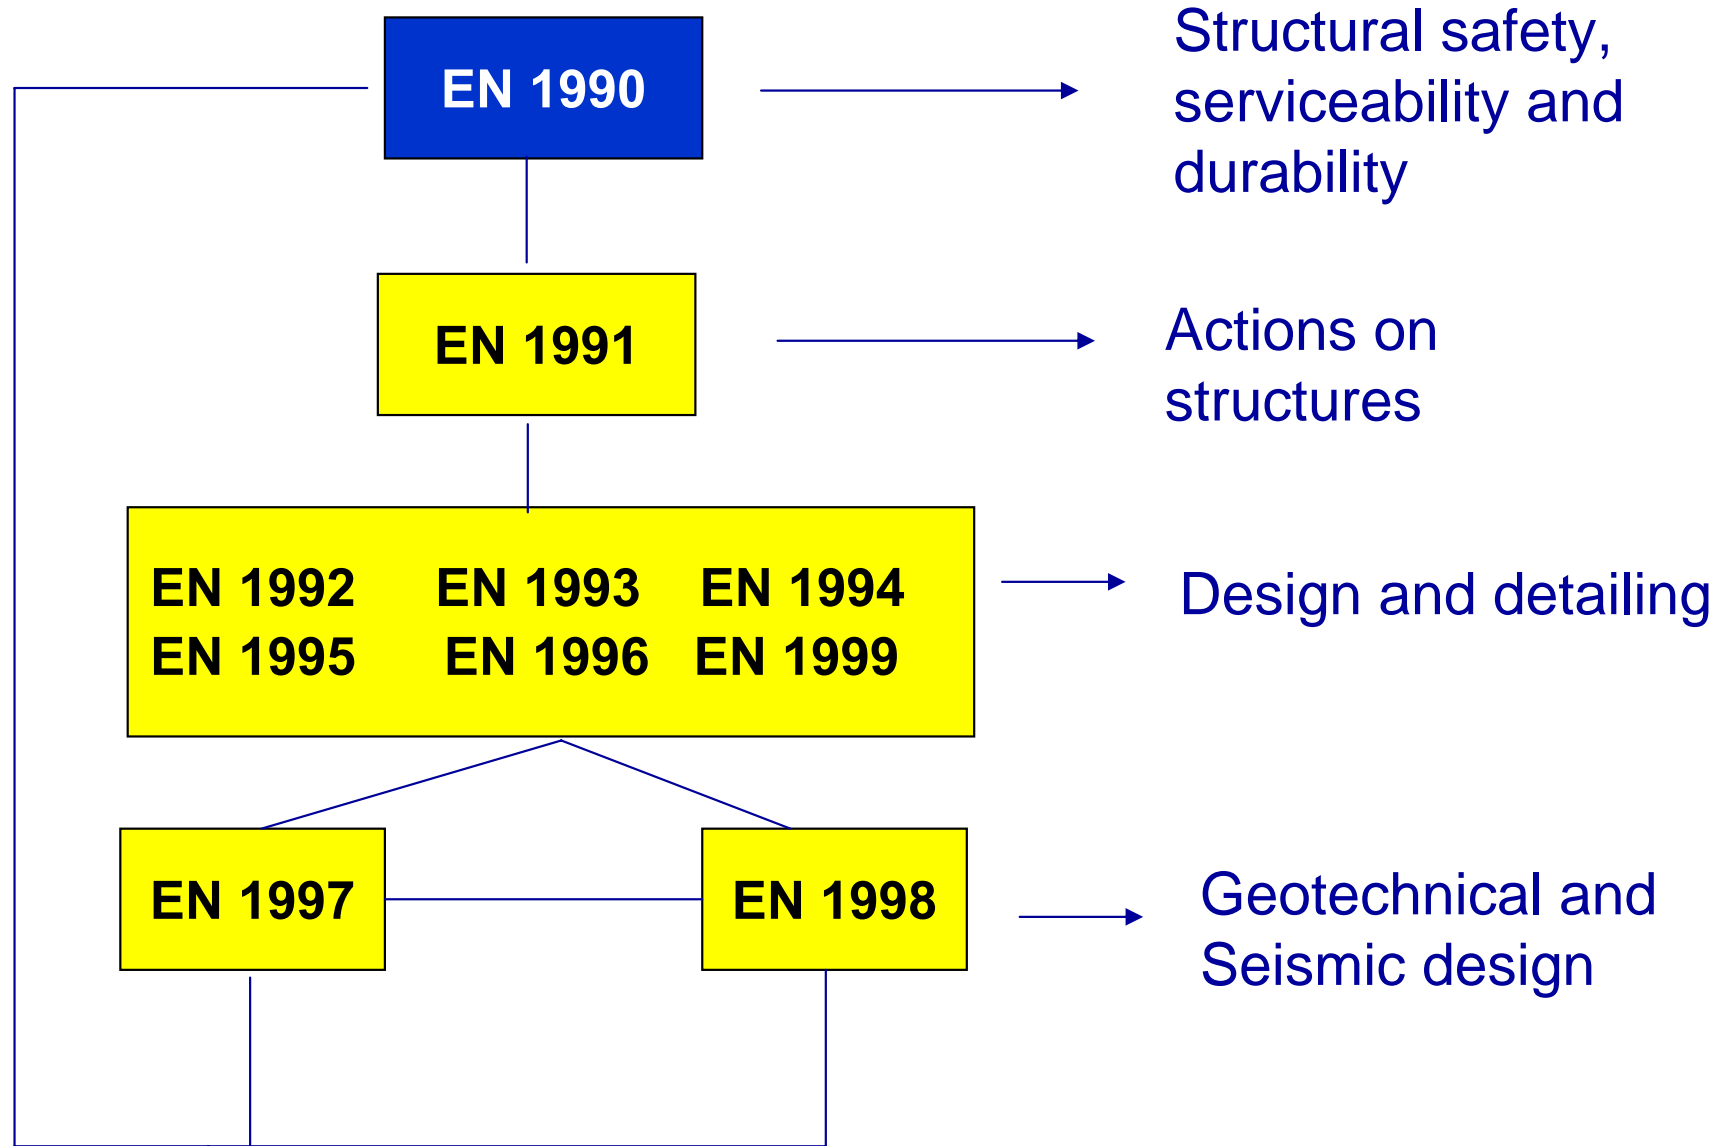 EN 1990
Structural safety,
serviceability and
durability
EN 1991
Actions on
structures
EN 1992 EN 1993 EN 1994
EN 1995 EN 1996 EN 1999
Design and detailing
EN 1997
EN 1998
Geotechnical and
Seismic design